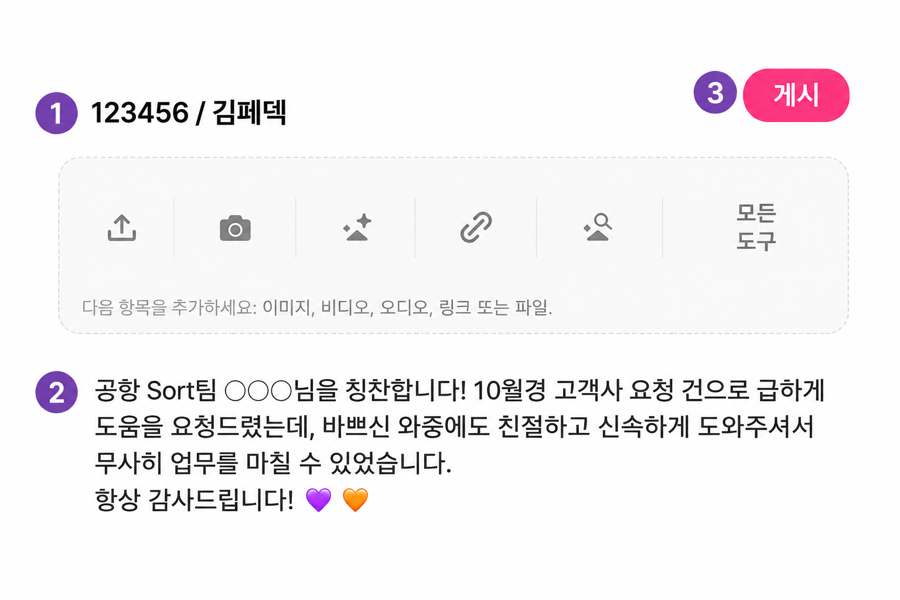 1 123456 / 김페덱
3 게시
모든
도구
다음 항목을 추가하세요: 이미지, 비디오, 오디오, 링크 또는 파일.
2 공항 Sort팀 ○○○님을 칭찬합니다! 10월경 고객사 요청 건으로 급하게
도움을 요청드렸는데, 바쁘신 와중에도 친절하고 신속하게 도와주셔서
무사히 업무를 마칠 수 있었습니다.
항상 감사드립니다! 💜 🧡